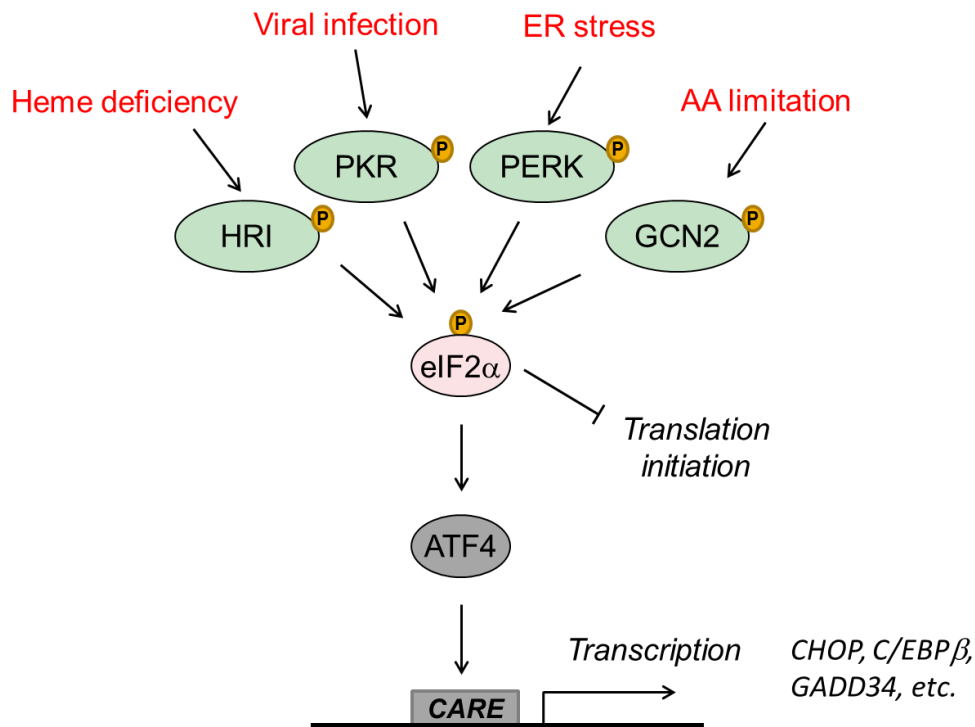 Viral infection
ER stress
Heme deficiency
AA limitation
P
PKR
P
PERK
P
HRI
P
GCN2
P
eIF2α
Translation
initiation
ATF4
Transcription
CHOP, C/EBPβ,
GADD34, etc.
CARE